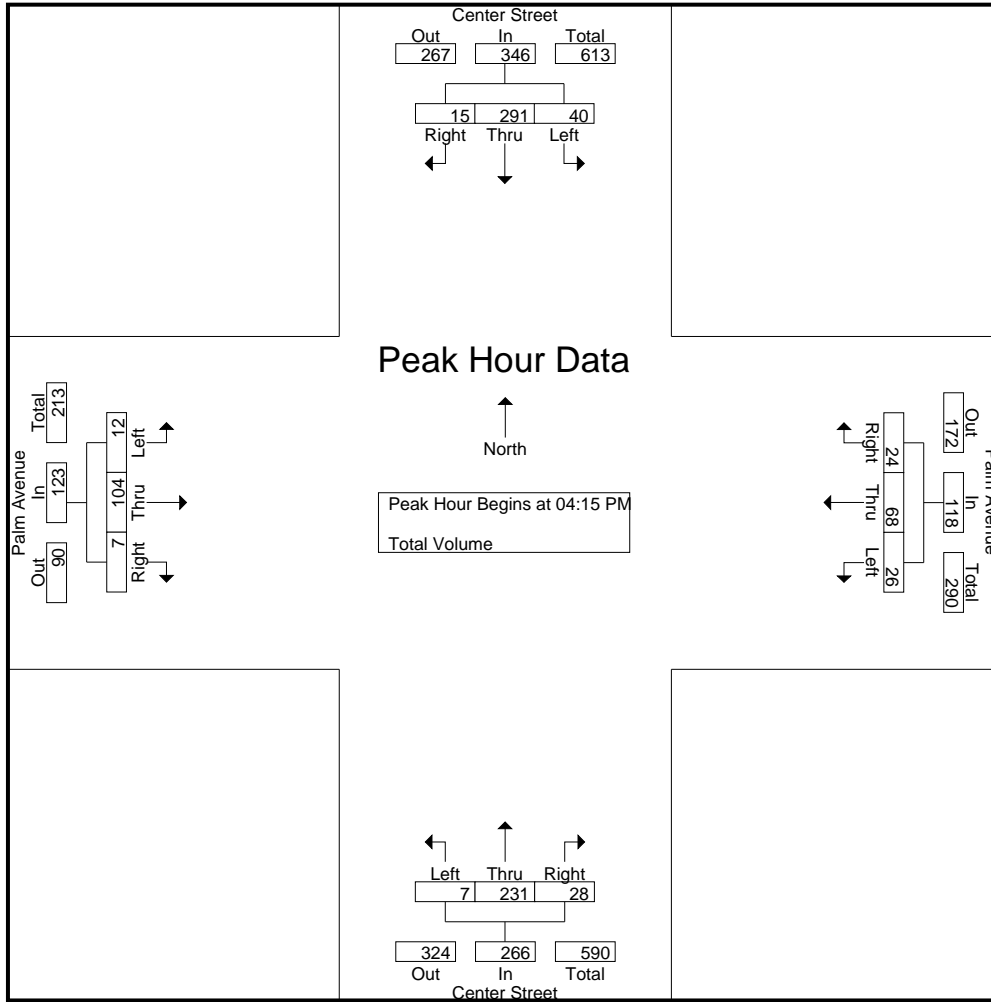 Center Street
Out In Total
267 346 613
15 291 40
Right Thru Left
Peak Hour Data
North
Peak Hour Begins at 04:15 PM
Total Volume
Palm Avenue
Out In Total
90 123 213
12 104 7
Left Thru Right
Palm Avenue
Out In Total
172 118 290
24 68 26
Right Thru Left
Left Thru Right
7 231 28
324 266 590
Out In Total
Center Street